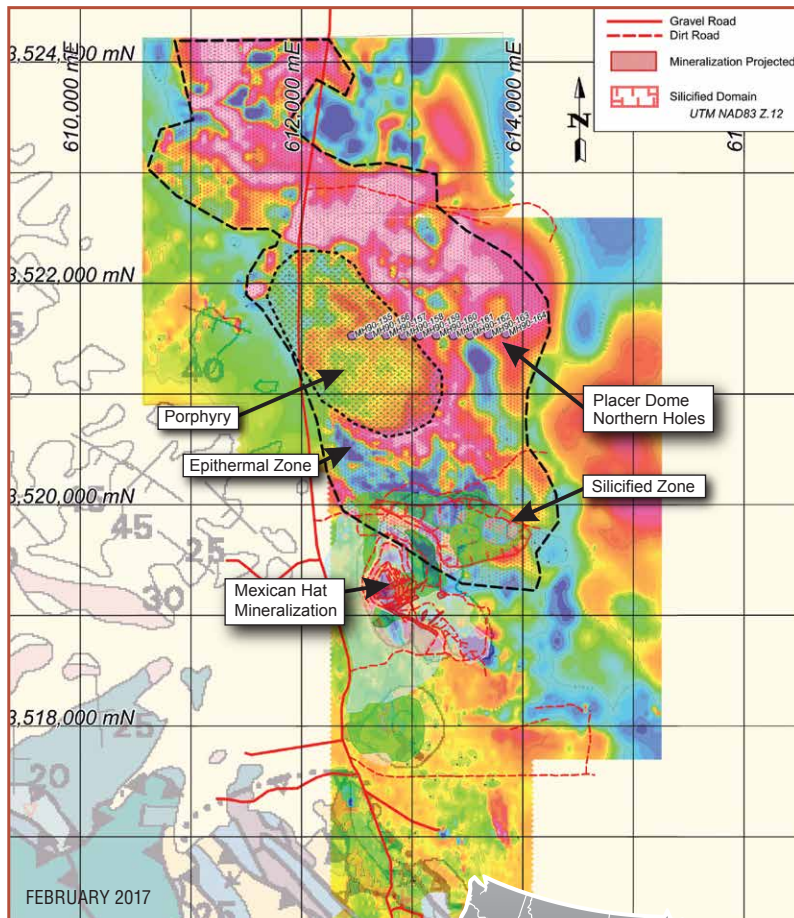 Gravel Road
Dirt Road
Mineralization Projected
Silicified Domain
UTM NAD83 Z.12
3,524,000 mN
610,000 mE
612,000 mE
614,000 mE
Z
3,522,000 mN
MH90-155
MH90-156
MH90-157
MH90-158
MH90-159
MH90-160
MH90-161
MH90-162
MH90-163
MH90-164
40
Porphyry
Placer Dome
Northern Holes
Epithermal Zone
Silicified Zone
3,520,000 mN
45
25
30
Mexican Hat
Mineralization
3,518,000 mN
25
20
FEBRUARY 2017